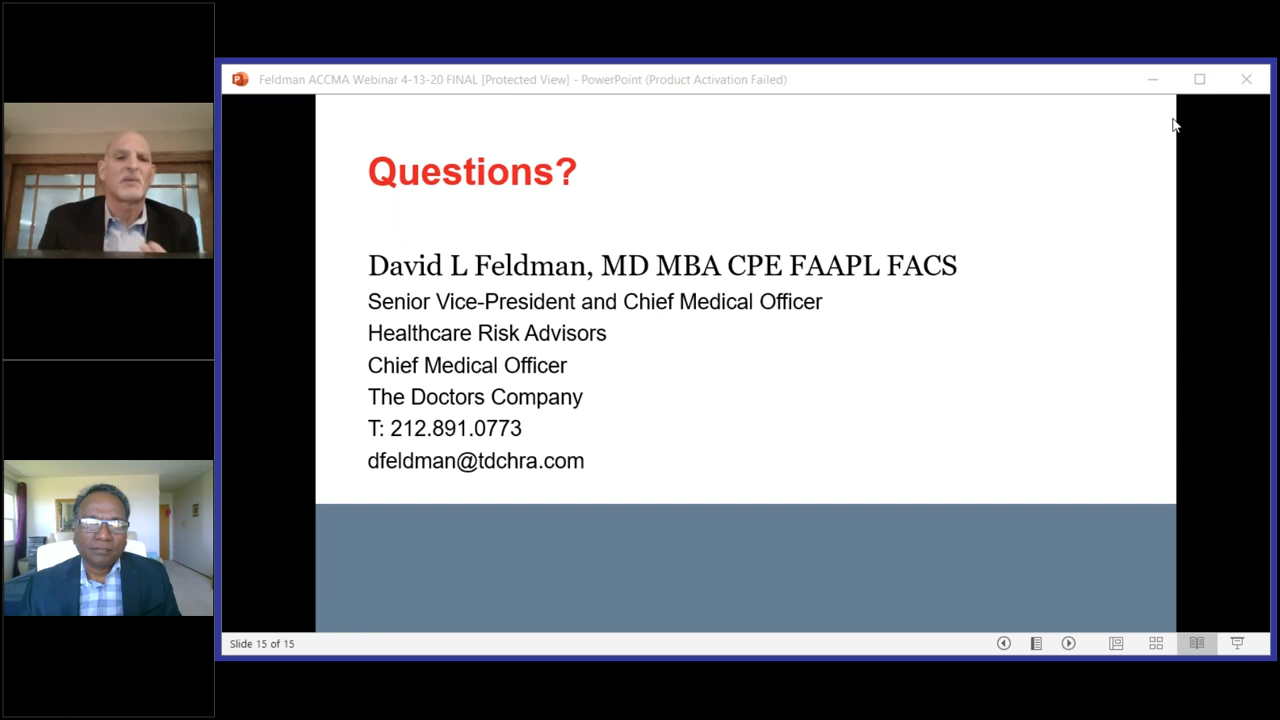 Feldman ACCMA Webinar 4-13-20 FINAL [Protected View] - PowerPoint (Product Activation Failed)
Questions?
David L Feldman, MD MBA CPE FAAPL FACS
Senior Vice-President and Chief Medical Officer
Healthcare Risk Advisors
Chief Medical Officer
The Doctors Company
T: 212.891.0773
dfeldman@tdchra.com
Slide 15 of 15